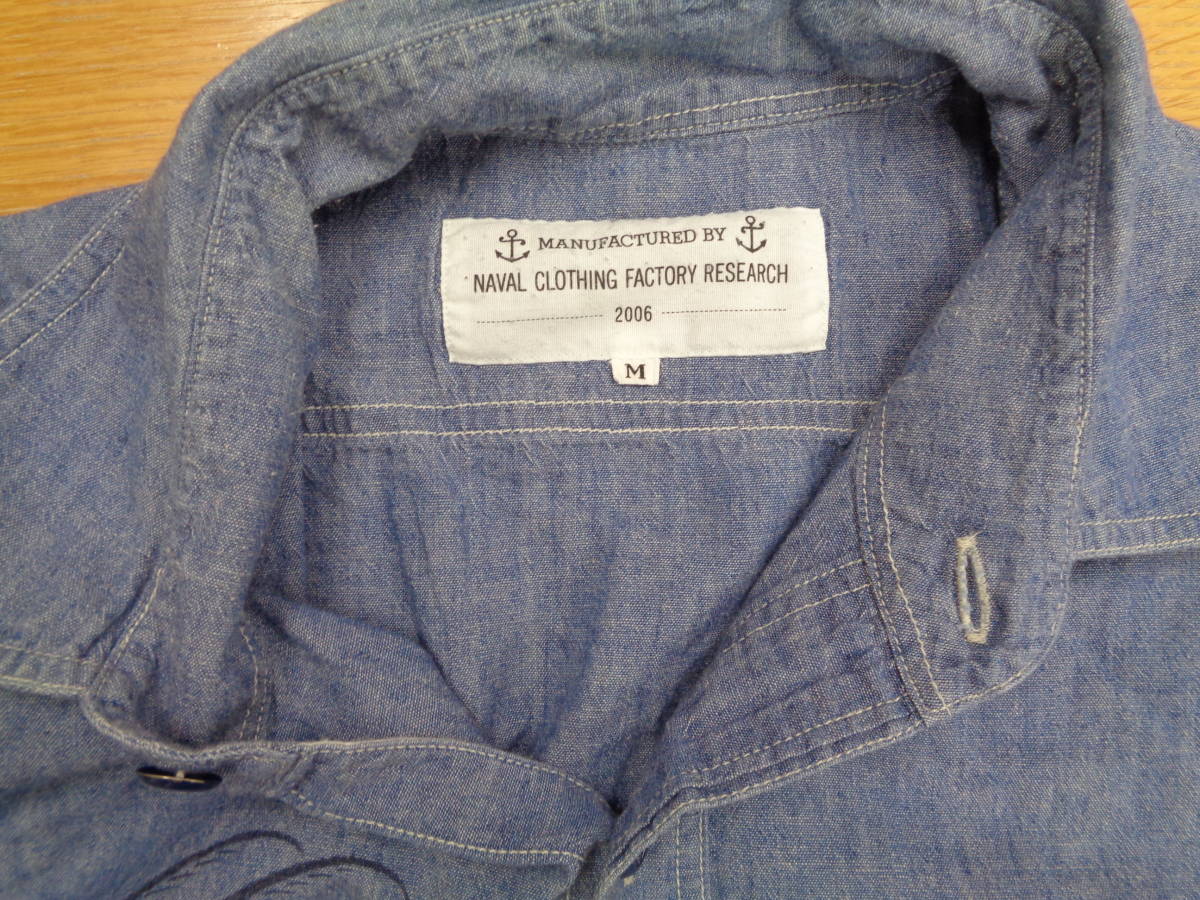 MANUFACTURED BY
NAVAL CLOTHING FACTORY RESEARCH
2006
M